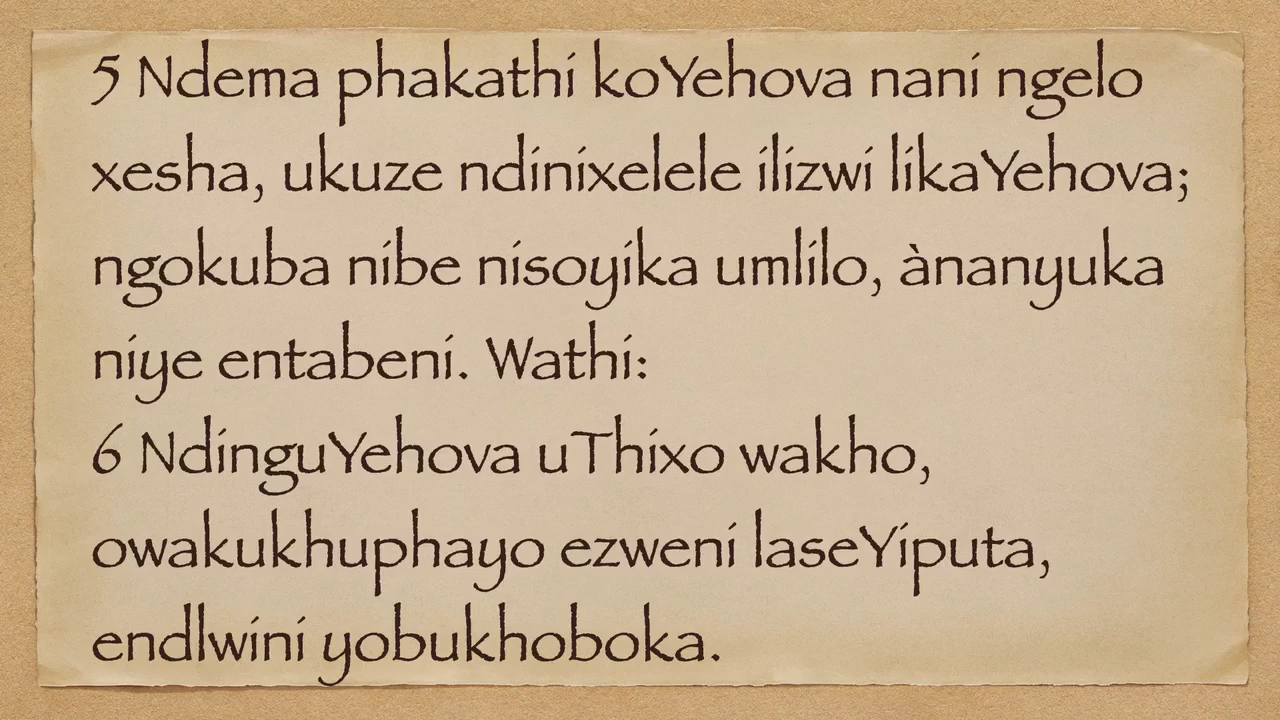 5 Ndema phakathi koYehova nani ngelo
xesha, ukuze ndinixelele ilizwi likaYehova;
ngokuba nibe nisoyika umlilo, ànanyuka
niye entabeni. Wathi:
6 NdinguYehova uThixo wakho,
owakukhuphayo ezweni laseYiputa,
endlwini yobukhoboka.